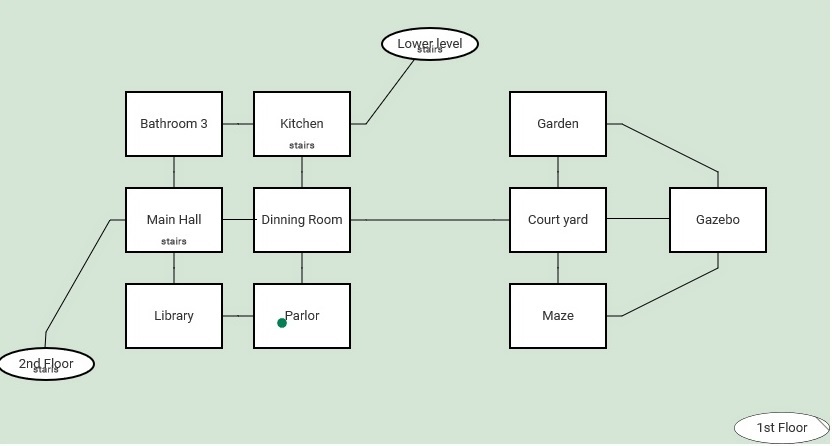 Lower level
stairs
Bathroom 3
Kitchen
stairs
Garden
Main Hall
stairs
Dinning Room
Court yard
Gazebo
Library
Parlor
Maze
2nd Floor
stairs
1st Floor